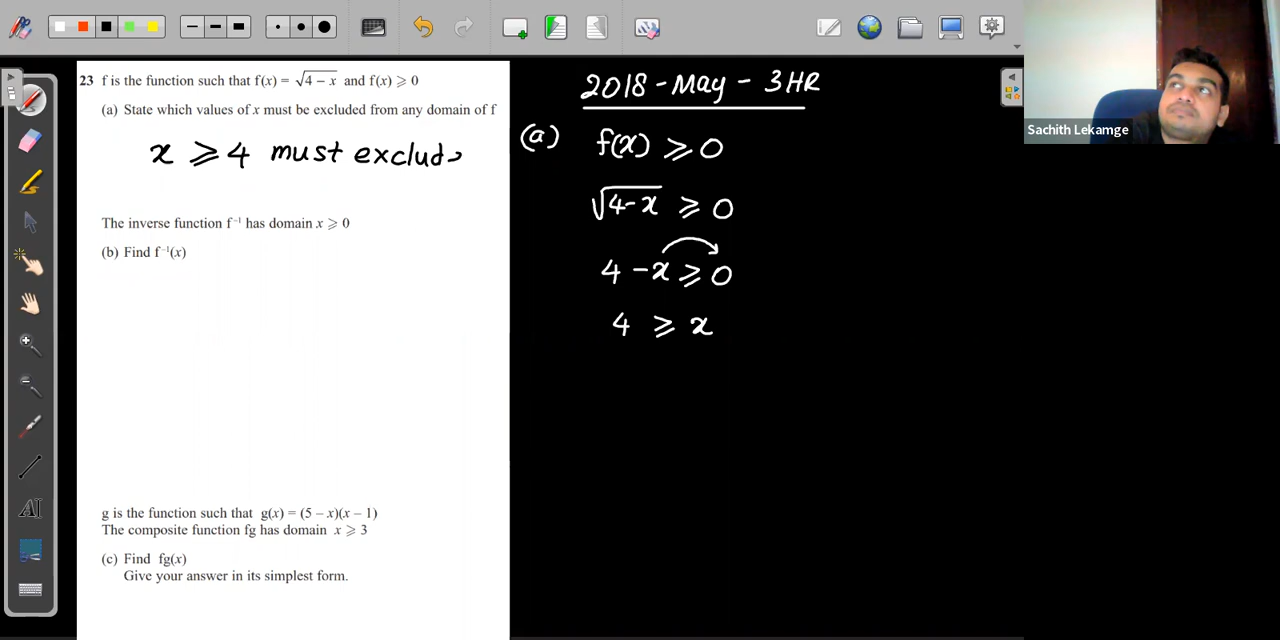 23 f is the function such that f(x) = √4 − x and f(x) ⩾ 0
(a) State which values of x must be excluded from any domain of f
x ⩾ 4 must exclud
The inverse function f⁻¹ has domain x ⩾ 0
(b) Find f⁻¹(x)
g is the function such that g(x) = (5 − x)(x − 1)
The composite function fg has domain x ⩾ 3
(c) Find fg(x)
Give your answer in its simplest form.
2018 - May - 3HR
(a) f(x) ⩾ 0
√4-x ⩾ 0
4 - x ⩾ 0
4 ⩾ x
Sachith Lekamge